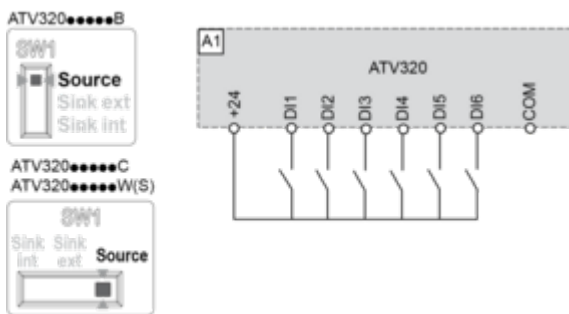 ATV320●●●●●B
SW1
Source
Sink ext
Sink int
ATV320●●●●●C
ATV320●●●●●W(S)
SW1
Sink int
Sink ext
Source
A1
ATV320
+24
DI1
DI2
DI3
DI4
DI5
DI6
COM